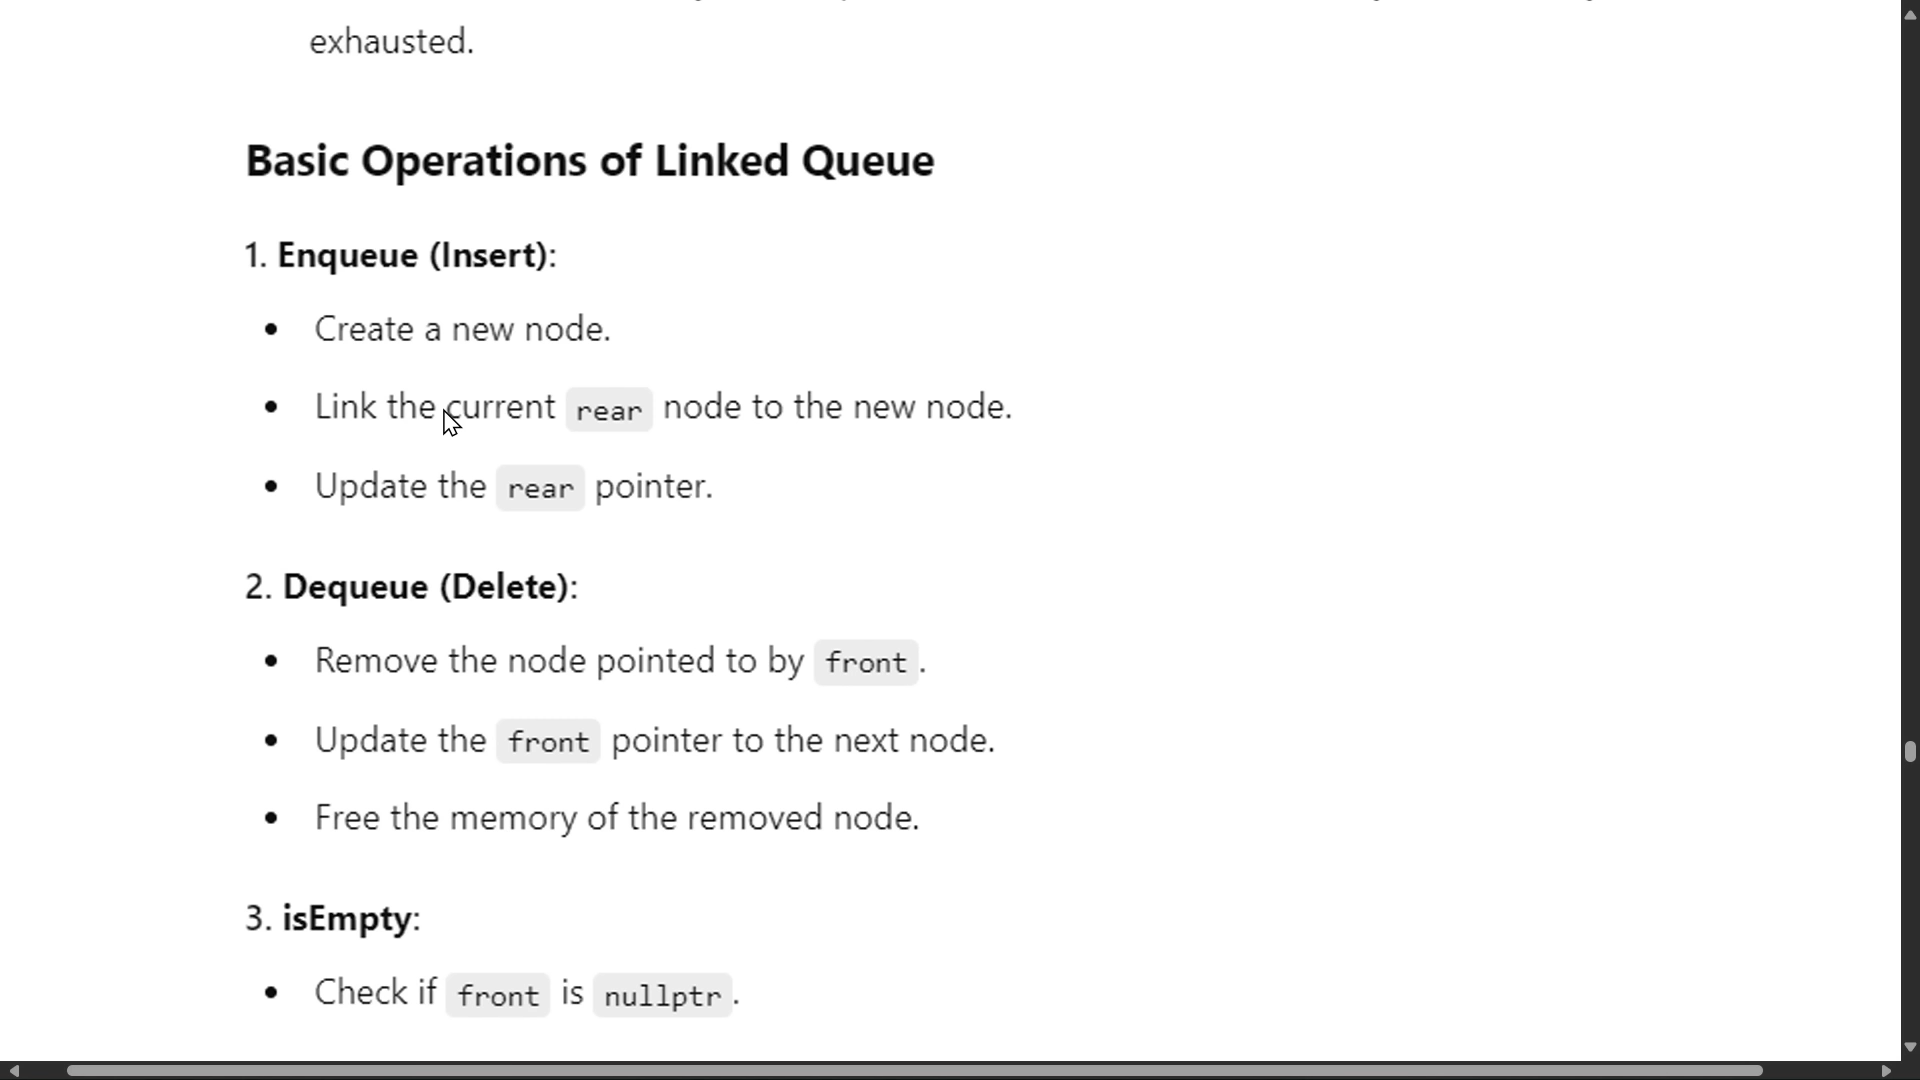 exhausted.
Basic Operations of Linked Queue
1. Enqueue (Insert):
• Create a new node.
• Link the current rear node to the new node.
• Update the rear pointer.
2. Dequeue (Delete):
• Remove the node pointed to by front.
• Update the front pointer to the next node.
• Free the memory of the removed node.
3. isEmpty:
• Check if front is nullptr.